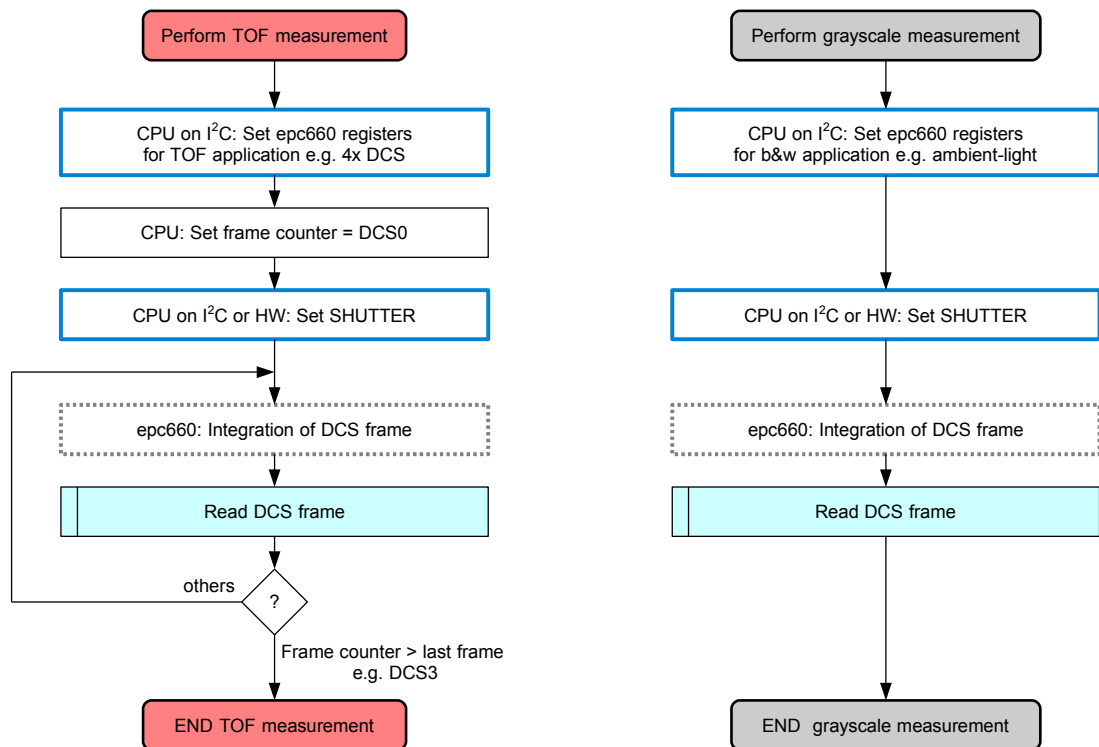 Perform TOF measurement
CPU on I²C: Set epc660 registers
for TOF application e.g. 4x DCS
CPU: Set frame counter = DCS0
CPU on I²C or HW: Set SHUTTER
epc660: Integration of DCS frame
Read DCS frame
others
?
Frame counter > last frame
e.g. DCS3
END TOF measurement
Perform grayscale measurement
CPU on I²C: Set epc660 registers
for b&w application e.g. ambient-light
CPU on I²C or HW: Set SHUTTER
epc660: Integration of DCS frame
Read DCS frame
END grayscale measurement